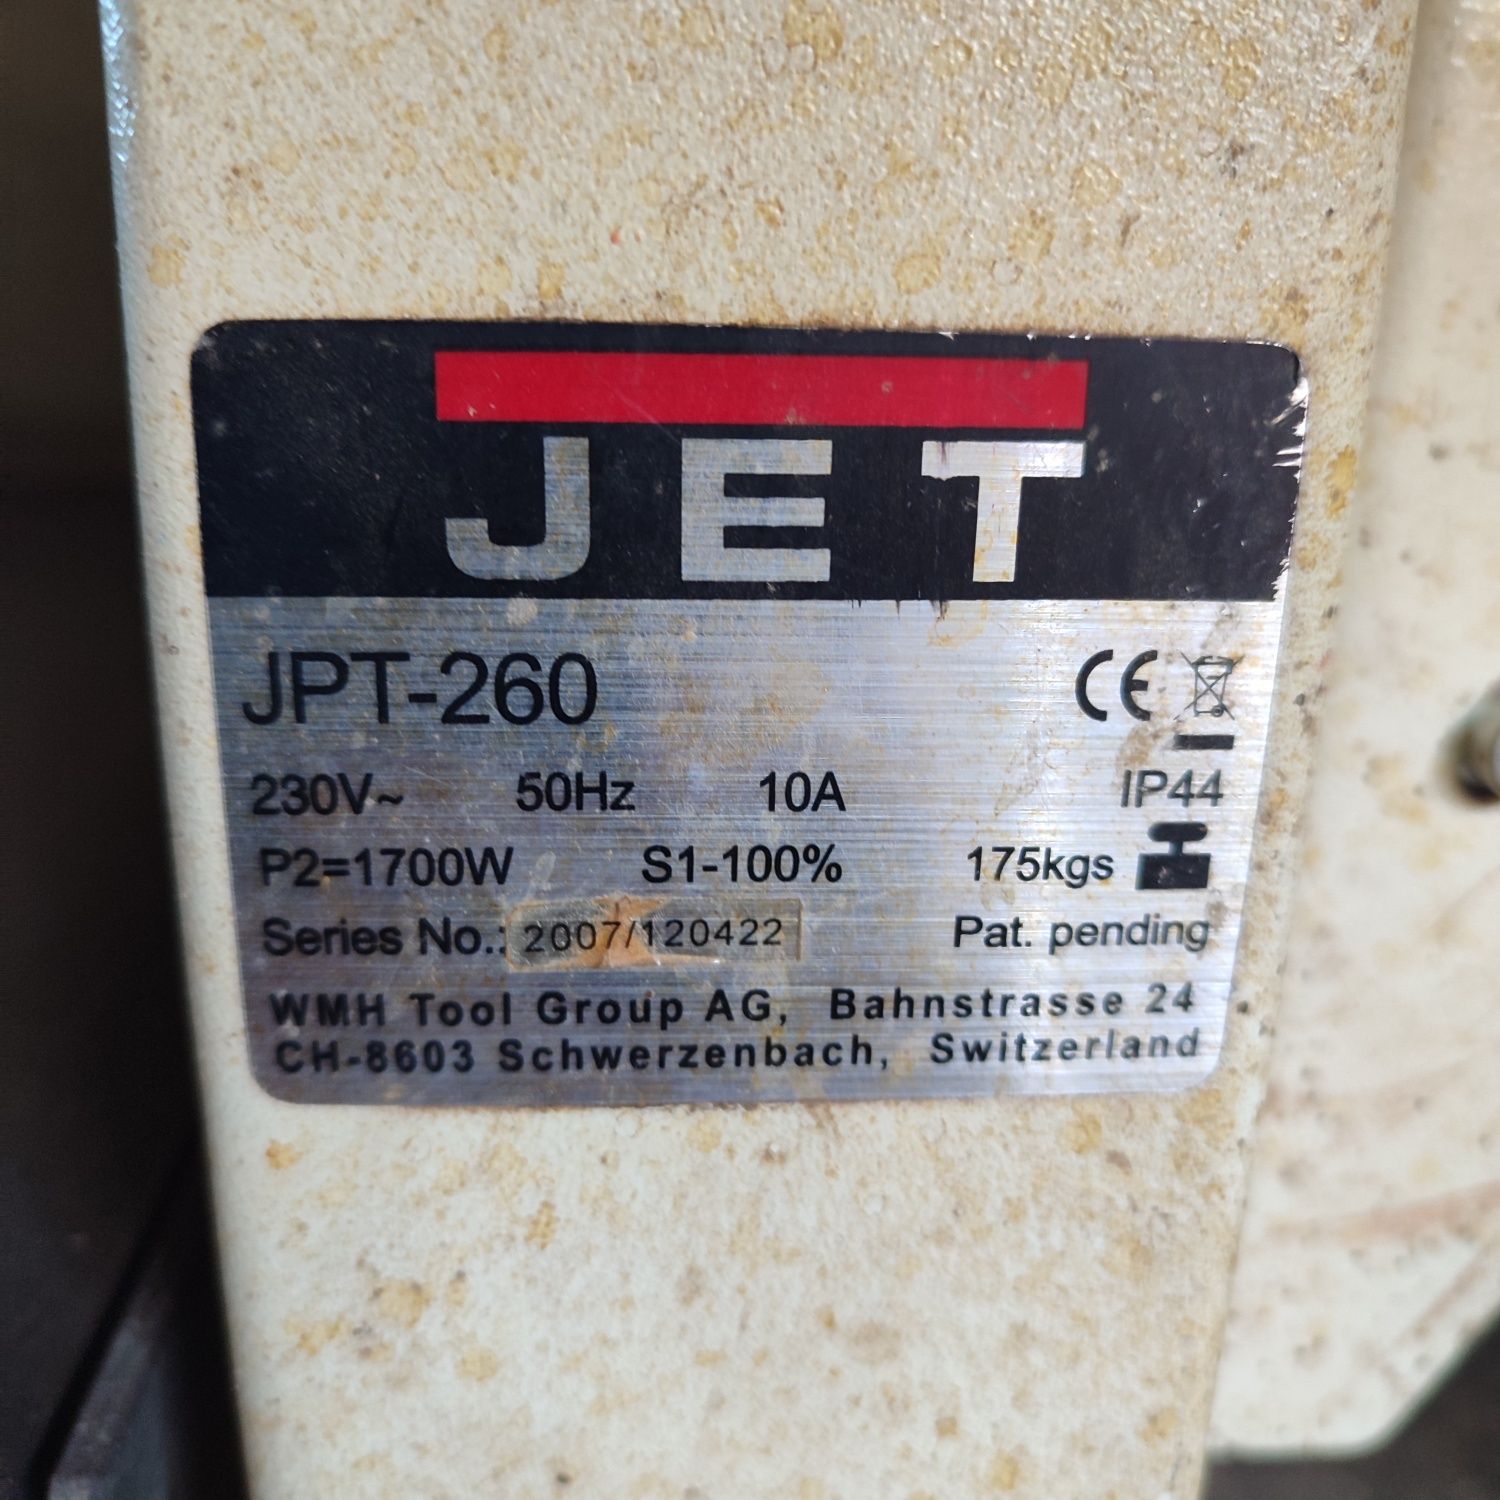 JET
JPT-260 CE
230V~ 50Hz 10A IP44
P2=1700W S1-100% 175kgs
Series No.: 2007/120422 Pat. pending
WMH Tool Group AG, Bahnstrasse 24
CH-8603 Schwerzenbach, Switzerland